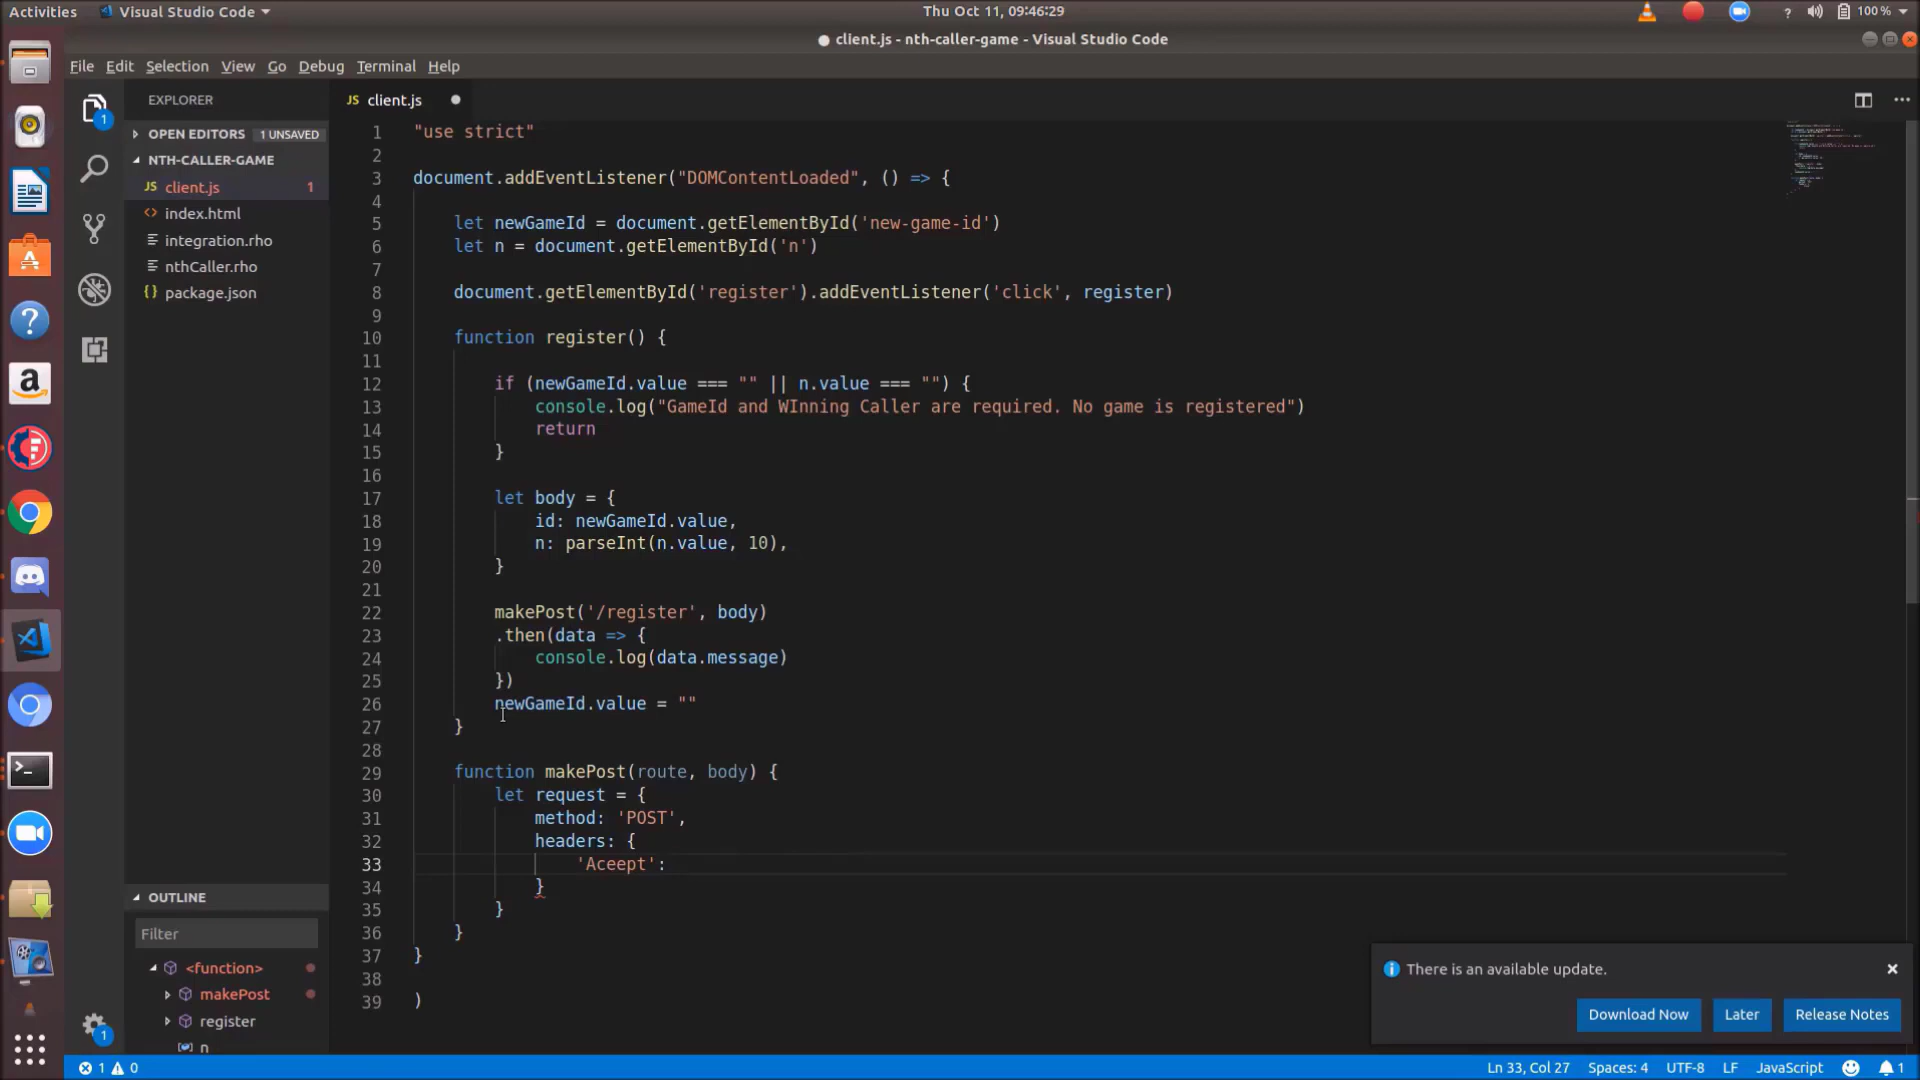 Activities
Visual Studio Code
Thu Oct 11, 09:46:29
?
100 %
● client.js - nth-caller-game - Visual Studio Code
File Edit Selection View Go Debug Terminal Help
EXPLORER
JS client.js ●
OPEN EDITORS 1 UNSAVED
NTH-CALLER-GAME
JS client.js 1
<> index.html
integration.rho
nthCaller.rho
{} package.json
1
1 "use strict"
2
3 document.addEventListener("DOMContentLoaded", () => {
4
5 let newGameId = document.getElementById('new-game-id')
6 let n = document.getElementById('n')
7
8 document.getElementById('register').addEventListener('click', register)
9
10 function register() {
11
12 if (newGameId.value === "" || n.value === "") {
13 console.log("GameId and WInning Caller are required. No game is registered")
14 return
15 }
16
17 let body = {
18 id: newGameId.value,
19 n: parseInt(n.value, 10),
20 }
21
22 makePost('/register', body)
23 .then(data => {
24 console.log(data.message)
25 })
26 newGameId.value = ""
27 }
28
29 function makePost(route, body) {
30 let request = {
31 method: 'POST',
32 headers: {
33 'Aceept':
34 }
35 }
36 }
37 }
38
39 )
OUTLINE
Filter
<function>
makePost
register
n
1
There is an available update.
Download Now
Later
Release Notes
1 0
Ln 33, Col 27
Spaces: 4
UTF-8
LF
JavaScript
1